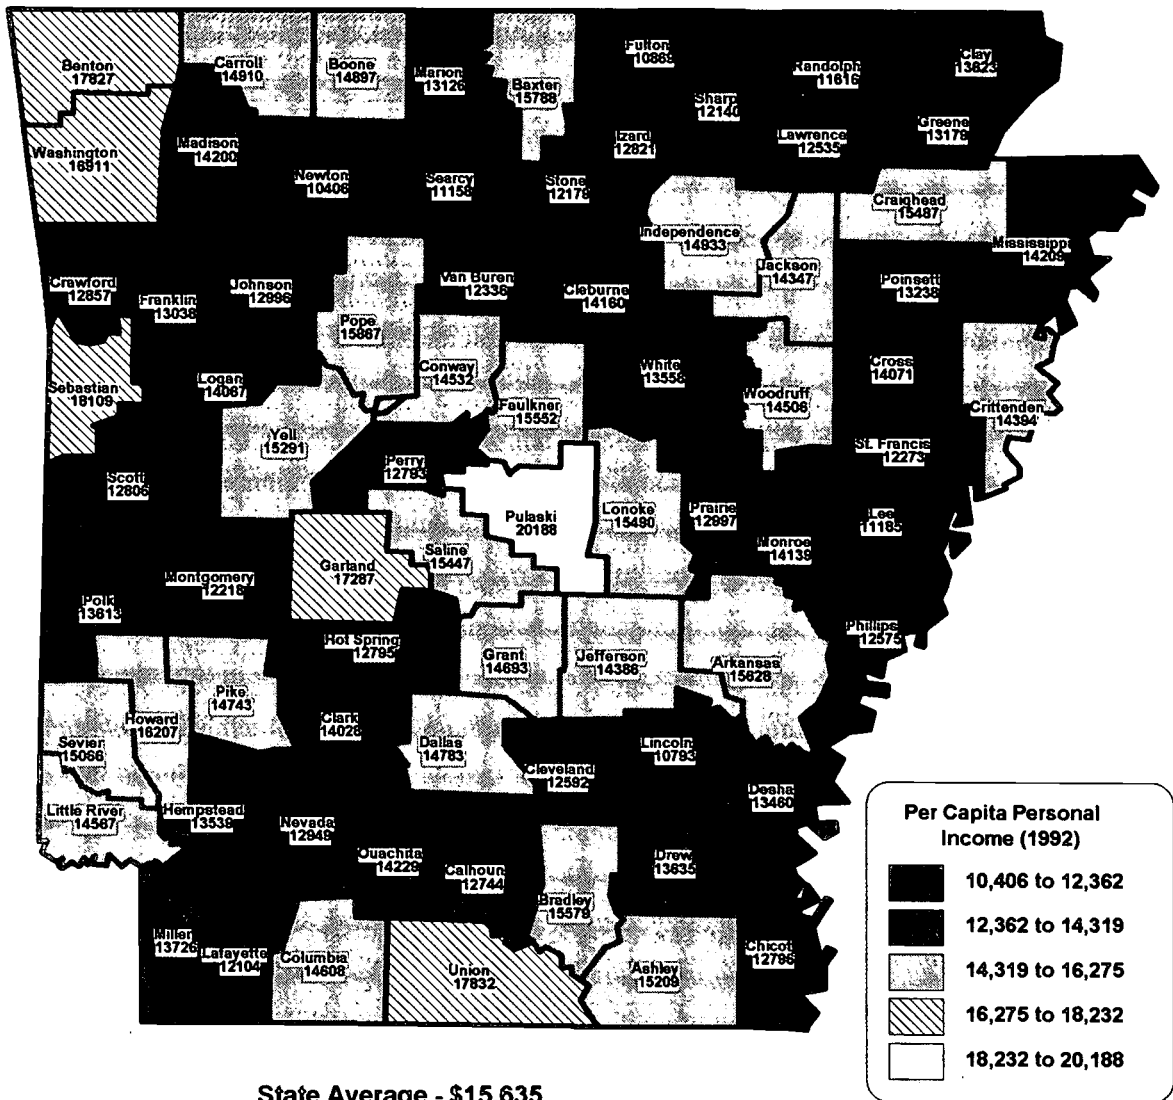 Benton
17827
Carroll
14910
Boone
14897
Marion
13126
Baxter
15788
Fulton
10869
Sharp
12140
Randolph
11616
Clay
13623
Washington
16911
Madison
14200
Newton
10406
Searcy
11158
Stone
12178
Izard
12821
Lawrence
12535
Greene
13179
Independence
14933
Jackson
14347
Craighead
15487
Mississippi
14209
Crawford
12857
Franklin
13038
Johnson
12996
Pope
15867
Van Buren
12336
Cleburne
14160
Poinsett
13238
Sebastian
18109
Logan
14067
Conway
14532
Faulkner
15552
White
13558
Woodruff
14506
Cross
14071
Crittenden
14394
Yell
15291
Scott
12806
Perry
12793
Pulaski
20188
Lonoke
15490
Prairie
12997
St. Francis
12273
Lee
11185
Monroe
14139
Saline
15447
Garland
17287
Montgomery
12218
Polk
13613
Hot Spring
12795
Grant
14693
Jefferson
14386
Arkansas
15628
Phillips
12575
Pike
14743
Howard
16207
Sevier
15066
Clark
14028
Dallas
14783
Cleveland
12592
Lincoln
10793
Desha
13460
Little River
14567
Hempstead
13539
Nevada
12949
Ouachita
14229
Calhoun
12744
Bradley
15579
Drew
13635
Miller
13726
Lafayette
12104
Columbia
14608
Union
17832
Ashley
15209
Chicot
12796
Per Capita Personal
Income (1992)
10,406 to 12,362
12,362 to 14,319
14,319 to 16,275
16,275 to 18,232
18,232 to 20,188
State Average - $15,635